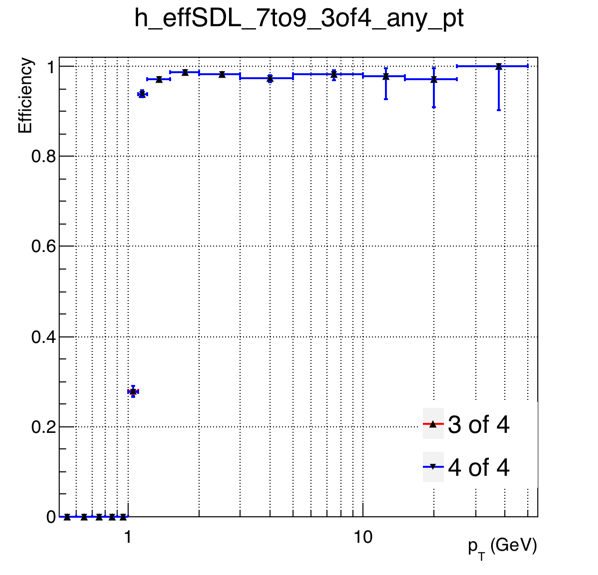 h_effSDL_7to9_3of4_any_pt
Efficiency
1
0.8
0.6
0.4
0.2
0
3 of 4
4 of 4
1
10
p_T (GeV)